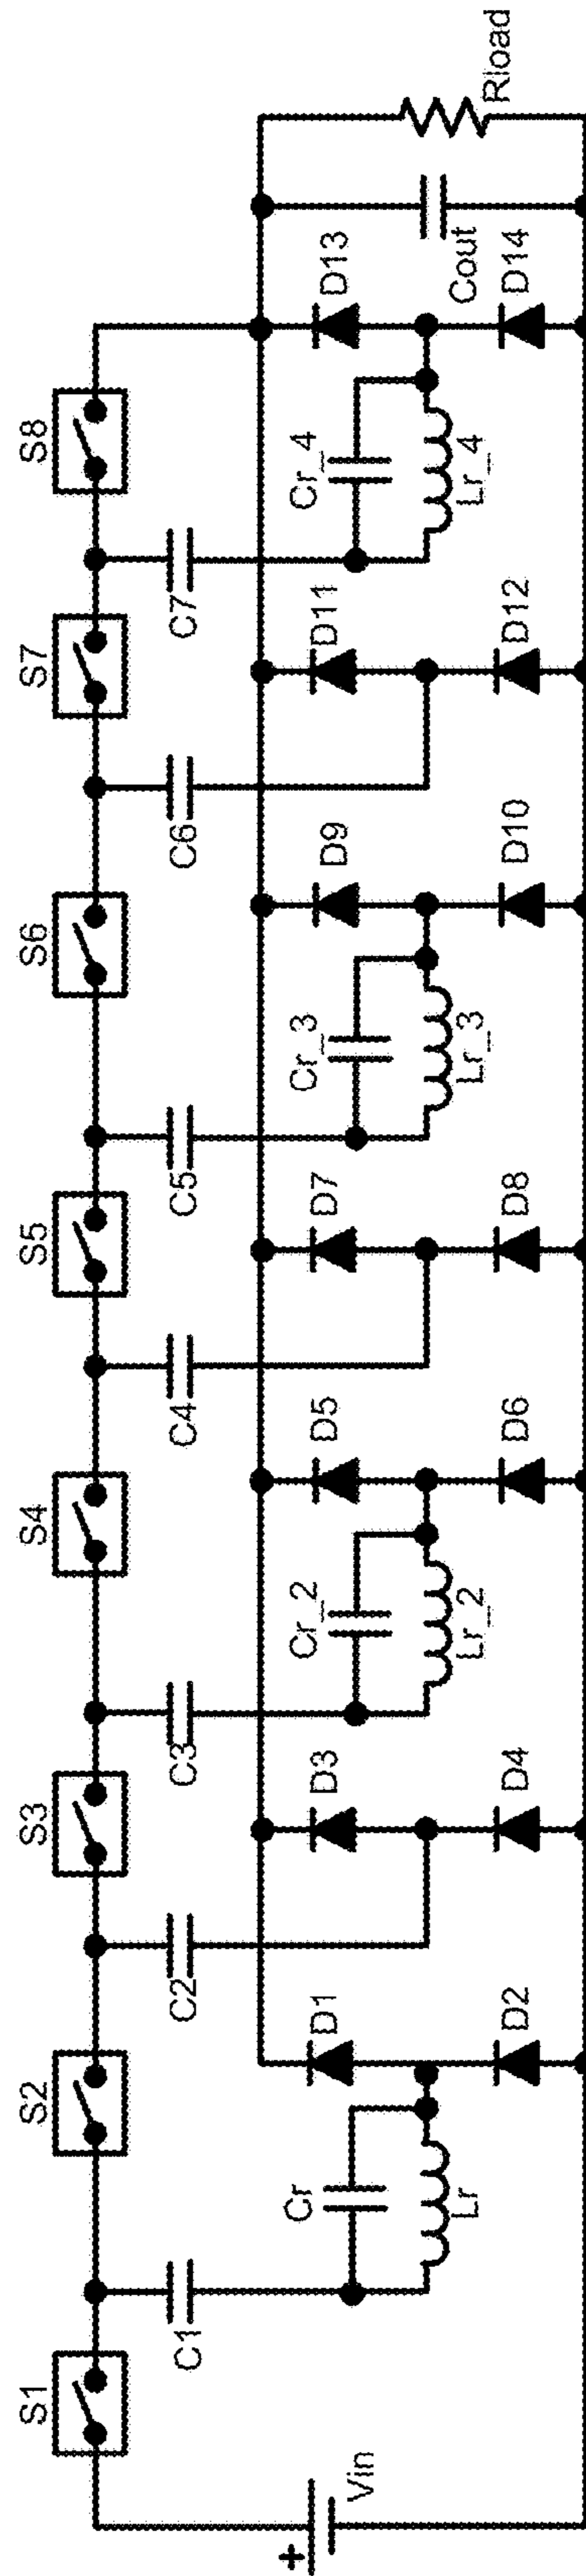 S1
S2
S3
S4
S5
S6
S7
S8
+
Vin
C1
Cr
Lr
D1
D2
C2
D3
D4
C3
Cr_2
Lr_2
D5
D6
C4
D7
D8
C5
Cr_3
Lr_3
D9
D10
C6
D11
D12
C7
Cr_4
Lr_4
D13
D14
Cout
Rload